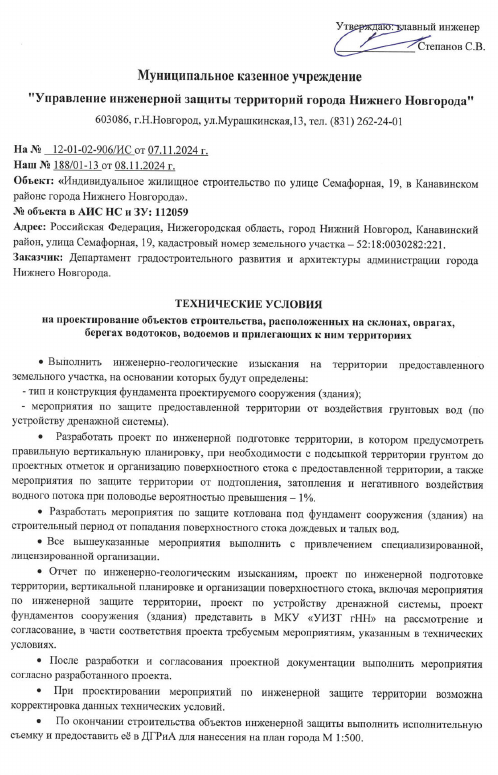 Утверждаю: главный инженер
Степанов С.В.
Муниципальное казенное учреждение
"Управление инженерной защиты территорий города Нижнего Новгорода"
603086, г.Н.Новгород, ул.Мурашкинская,13, тел. (831) 262-24-01
На № 12-01-02-906/ИС от 07.11.2024 г.
Наш № 188/01-13 от 08.11.2024 г.
Объект: «Индивидуальное жилищное строительство по улице Семафорная, 19, в Канавинском
районе города Нижнего Новгорода».
№ объекта в АИС НС и ЗУ: 112059
Адрес: Российская Федерация, Нижегородская область, город Нижний Новгород, Канавинский
район, улица Семафорная, 19, кадастровый номер земельного участка – 52:18:0030282:221.
Заказчик: Департамент градостроительного развития и архитектуры администрации города
Нижнего Новгорода.
ТЕХНИЧЕСКИЕ УСЛОВИЯ
на проектирование объектов строительства, расположенных на склонах, оврагах,
берегах водотоков, водоемов и прилегающих к ним территориях
• Выполнить инженерно-геологические изыскания на территории предоставленного
земельного участка, на основании которых будут определены:
- тип и конструкция фундамента проектируемого сооружения (здания);
- мероприятия по защите предоставленной территории от воздействия грунтовых вод (по
устройству дренажной системы).
• Разработать проект по инженерной подготовке территории, в котором предусмотреть
правильную вертикальную планировку, при необходимости с подсыпкой территории грунтом до
проектных отметок и организацию поверхностного стока с предоставленной территории, а также
мероприятия по защите территории от подтопления, затопления и негативного воздействия
водного потока при половодье вероятностью превышения – 1%.
• Разработать мероприятия по защите котлована под фундамент сооружения (здания) на
строительный период от попадания поверхностного стока дождевых и талых вод.
• Все вышеуказанные мероприятия выполнить с привлечением специализированной,
лицензированной организации.
• Отчет по инженерно-геологическим изысканиям, проект по инженерной подготовке
территории, вертикальной планировке и организации поверхностного стока, включая мероприятия
по инженерной защите территории, проект по устройству дренажной системы, проект
фундаментов сооружения (здания) представить в МКУ «УИЗТ гНН» на рассмотрение и
согласование, в части соответствия проекта требуемым мероприятиям, указанным в технических
условиях.
• После разработки и согласования проектной документации выполнить мероприятия
согласно разработанного проекта.
• При проектировании мероприятий по инженерной защите территории возможна
корректировка данных технических условий.
• По окончании строительства объектов инженерной защиты выполнить исполнительную
съемку и предоставить её в ДГРиА для нанесения на план города М 1:500.